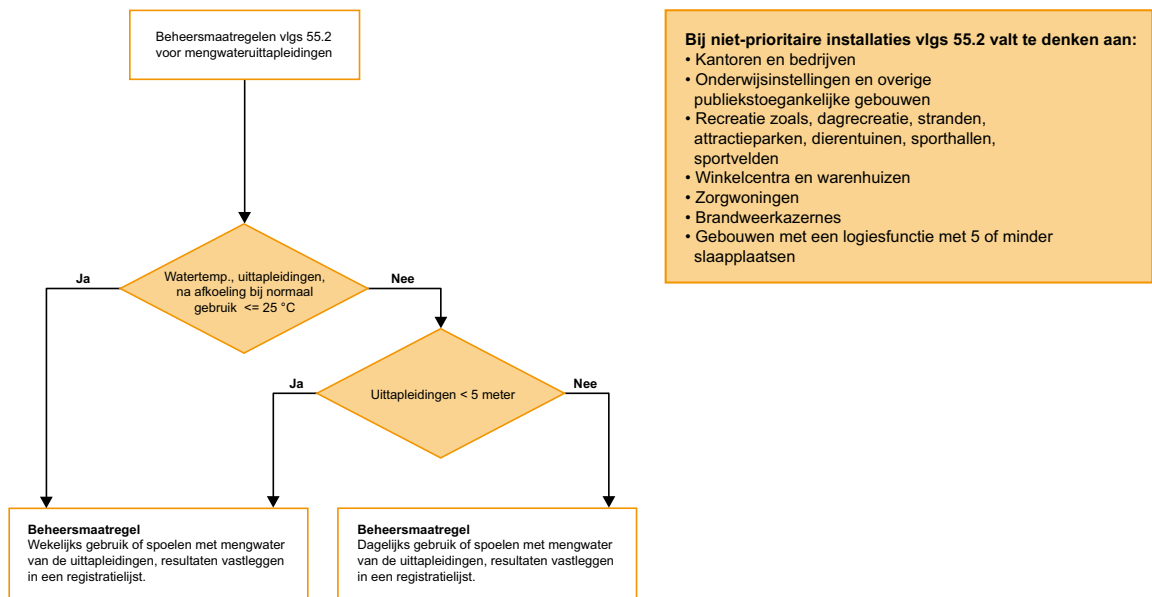 Beheersmaatregelen vlgs 55.2
voor mengwateruittapleidingen
Bij niet-prioritaire installaties vlgs 55.2 valt te denken aan:
• Kantoren en bedrijven
• Onderwijsinstellingen en overige
publiekstoegankelijke gebouwen
• Recreatie zoals, dagrecreatie, stranden,
attractieparken, dierentuinen, sporthallen,
sportvelden
• Winkelcentra en warenhuizen
• Zorgwoningen
• Brandweerkazernes
• Gebouwen met een logiesfunctie met 5 of minder
slaapplaatsen
Ja
Watertemp., uittapleidingen,
na afkoeling bij normaal
gebruik <= 25 °C
Nee
Ja
Uittapleidingen < 5 meter
Nee
Beheersmaatregel
Wekelijks gebruik of spoelen met mengwater
van de uittapleidingen, resultaten vastleggen
in een registratielijst.
Beheersmaatregel
Dagelijks gebruik of spoelen met mengwater
van de uittapleidingen, resultaten vastleggen
in een registratielijst.